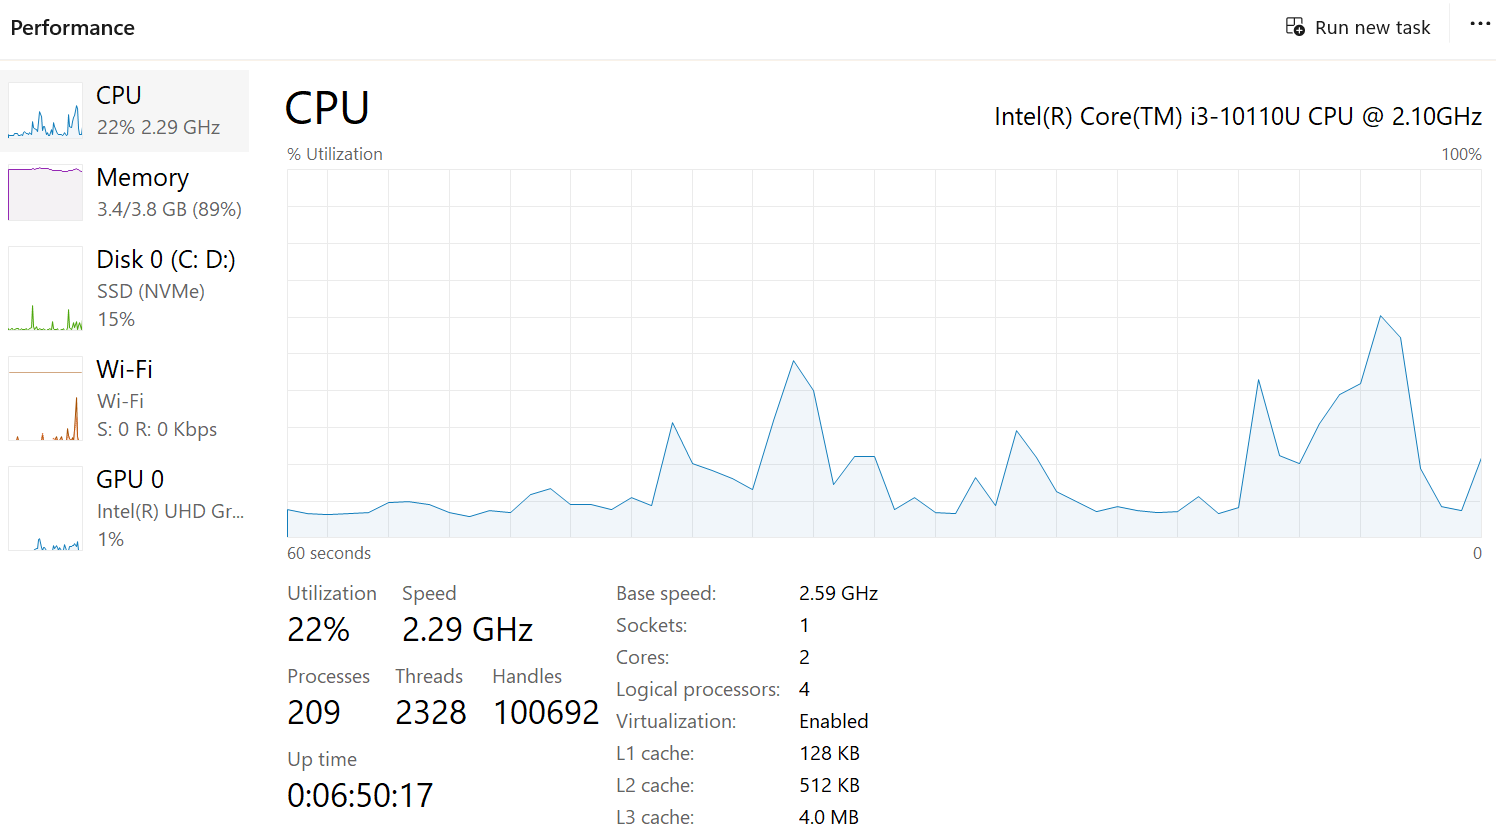 Performance
Run new task
CPU
22% 2.29 GHz
Memory
3.4/3.8 GB (89%)
Disk 0 (C: D:)
SSD (NVMe)
15%
Wi-Fi
Wi-Fi
S: 0 R: 0 Kbps
GPU 0
Intel(R) UHD Gr...
1%
CPU
Intel(R) Core(TM) i3-10110U CPU @ 2.10GHz
% Utilization
100%
60 seconds
0
Utilization
22%
Speed
2.29 GHz
Processes
209
Threads
2328
Handles
100692
Up time
0:06:50:17
Base speed: 2.59 GHz
Sockets: 1
Cores: 2
Logical processors: 4
Virtualization: Enabled
L1 cache: 128 KB
L2 cache: 512 KB
L3 cache: 4.0 MB